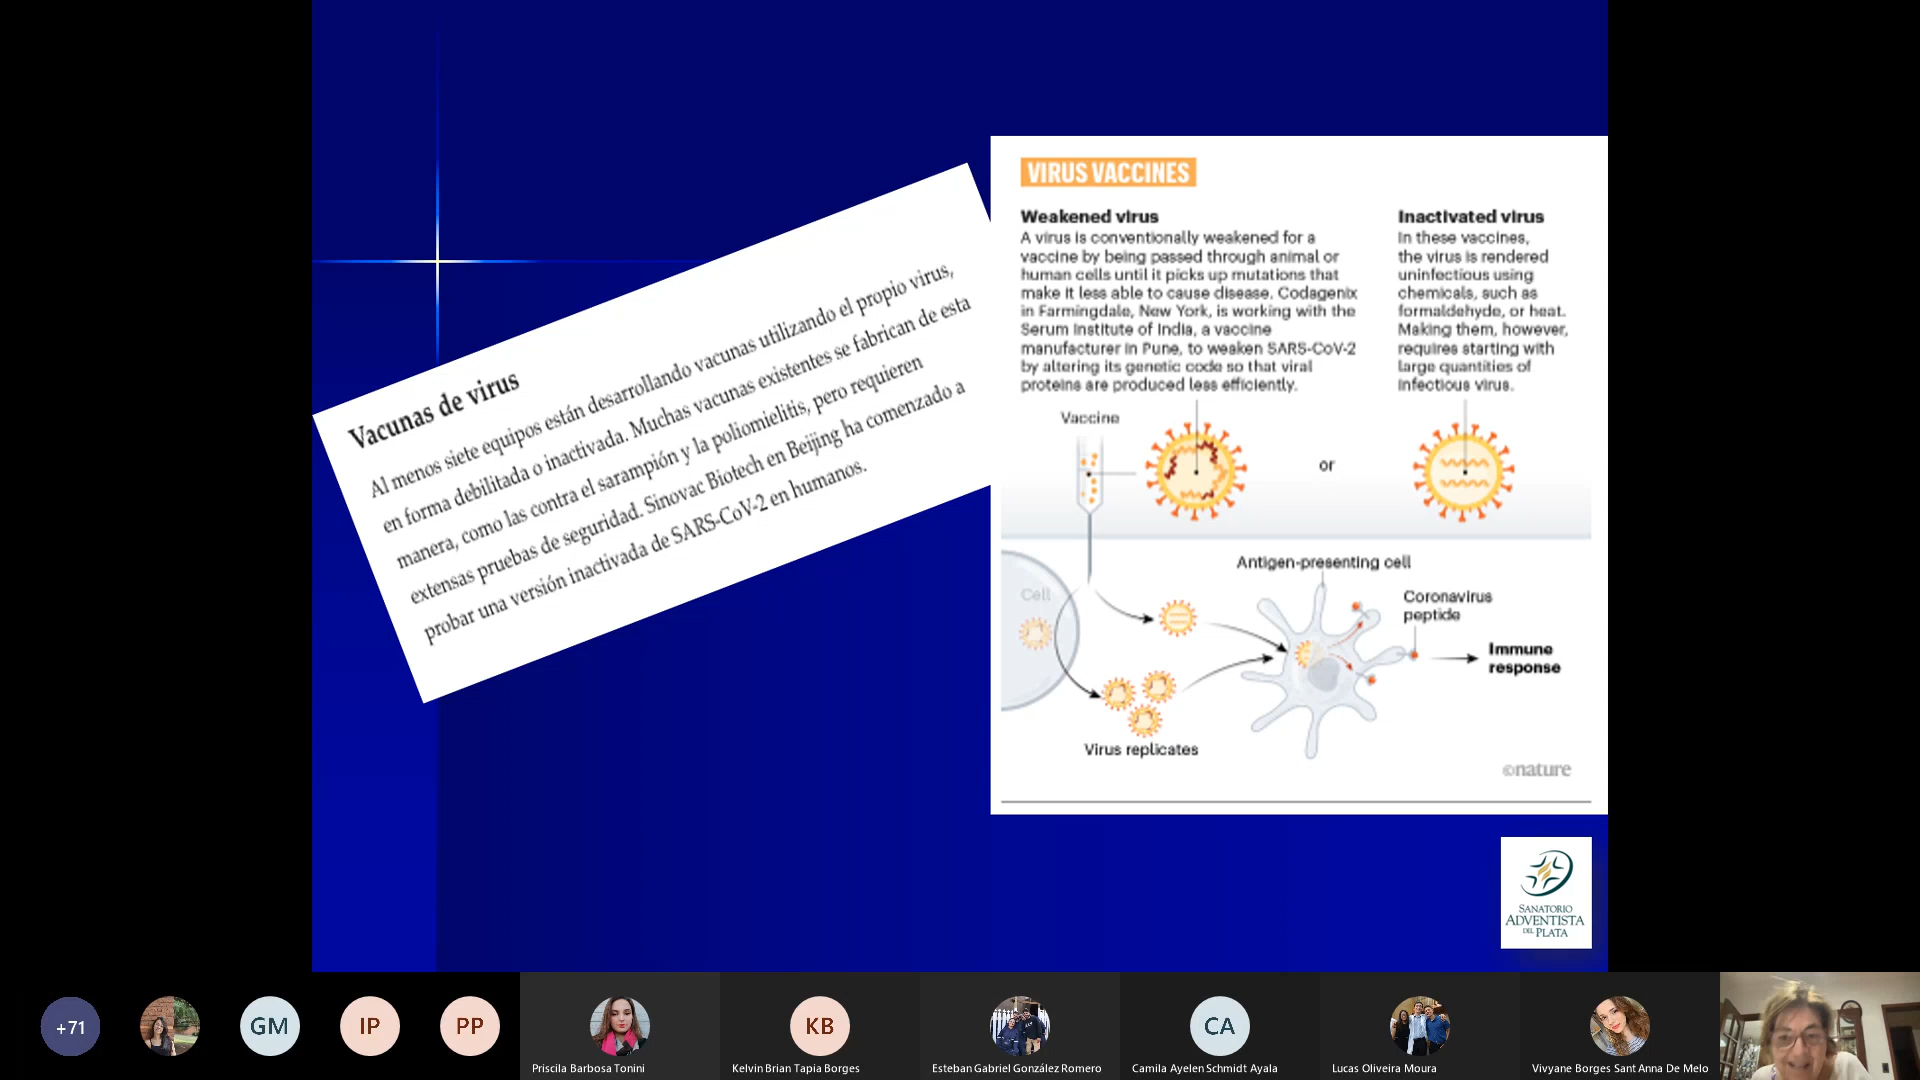 Vacunas de virus
Al menos siete equipos están desarrollando vacunas utilizando el propio virus,
en forma debilitada o inactivada. Muchas vacunas existentes se fabrican de esta
manera, como las contra el sarampión y la poliomielitis, pero requieren
extensas pruebas de seguridad. Sinovac Biotech en Beijing ha comenzado a
probar una versión inactivada de SARS-CoV-2 en humanos.
VIRUS VACCINES
Weakened virus
A virus is conventionally weakened for a
vaccine by being passed through animal or
human cells until it picks up mutations that
make it less able to cause disease. Codagenix
in Farmingdale, New York, is working with the
Serum Institute of India, a vaccine
manufacturer in Pune, to weaken SARS-CoV-2
by altering its genetic code so that viral
proteins are produced less efficiently.
Inactivated virus
In these vaccines,
the virus is rendered
uninfectious using
chemicals, such as
formaldehyde, or heat.
Making them, however,
requires starting with
large quantities of
infectious virus.
Vaccine
or
Antigen-presenting cell
Cell
Coronavirus
peptide
Immune
response
Virus replicates
©nature
SANATORIO
ADVENTISTA
DEL PLATA
+71
GM
IP
PP
Priscila Barbosa Tonini
KB
Kelvin Brian Tapia Borges
Esteban Gabriel González Romero
CA
Camila Ayelen Schmidt Ayala
Lucas Oliveira Moura
Vivyane Borges Sant Anna De Melo